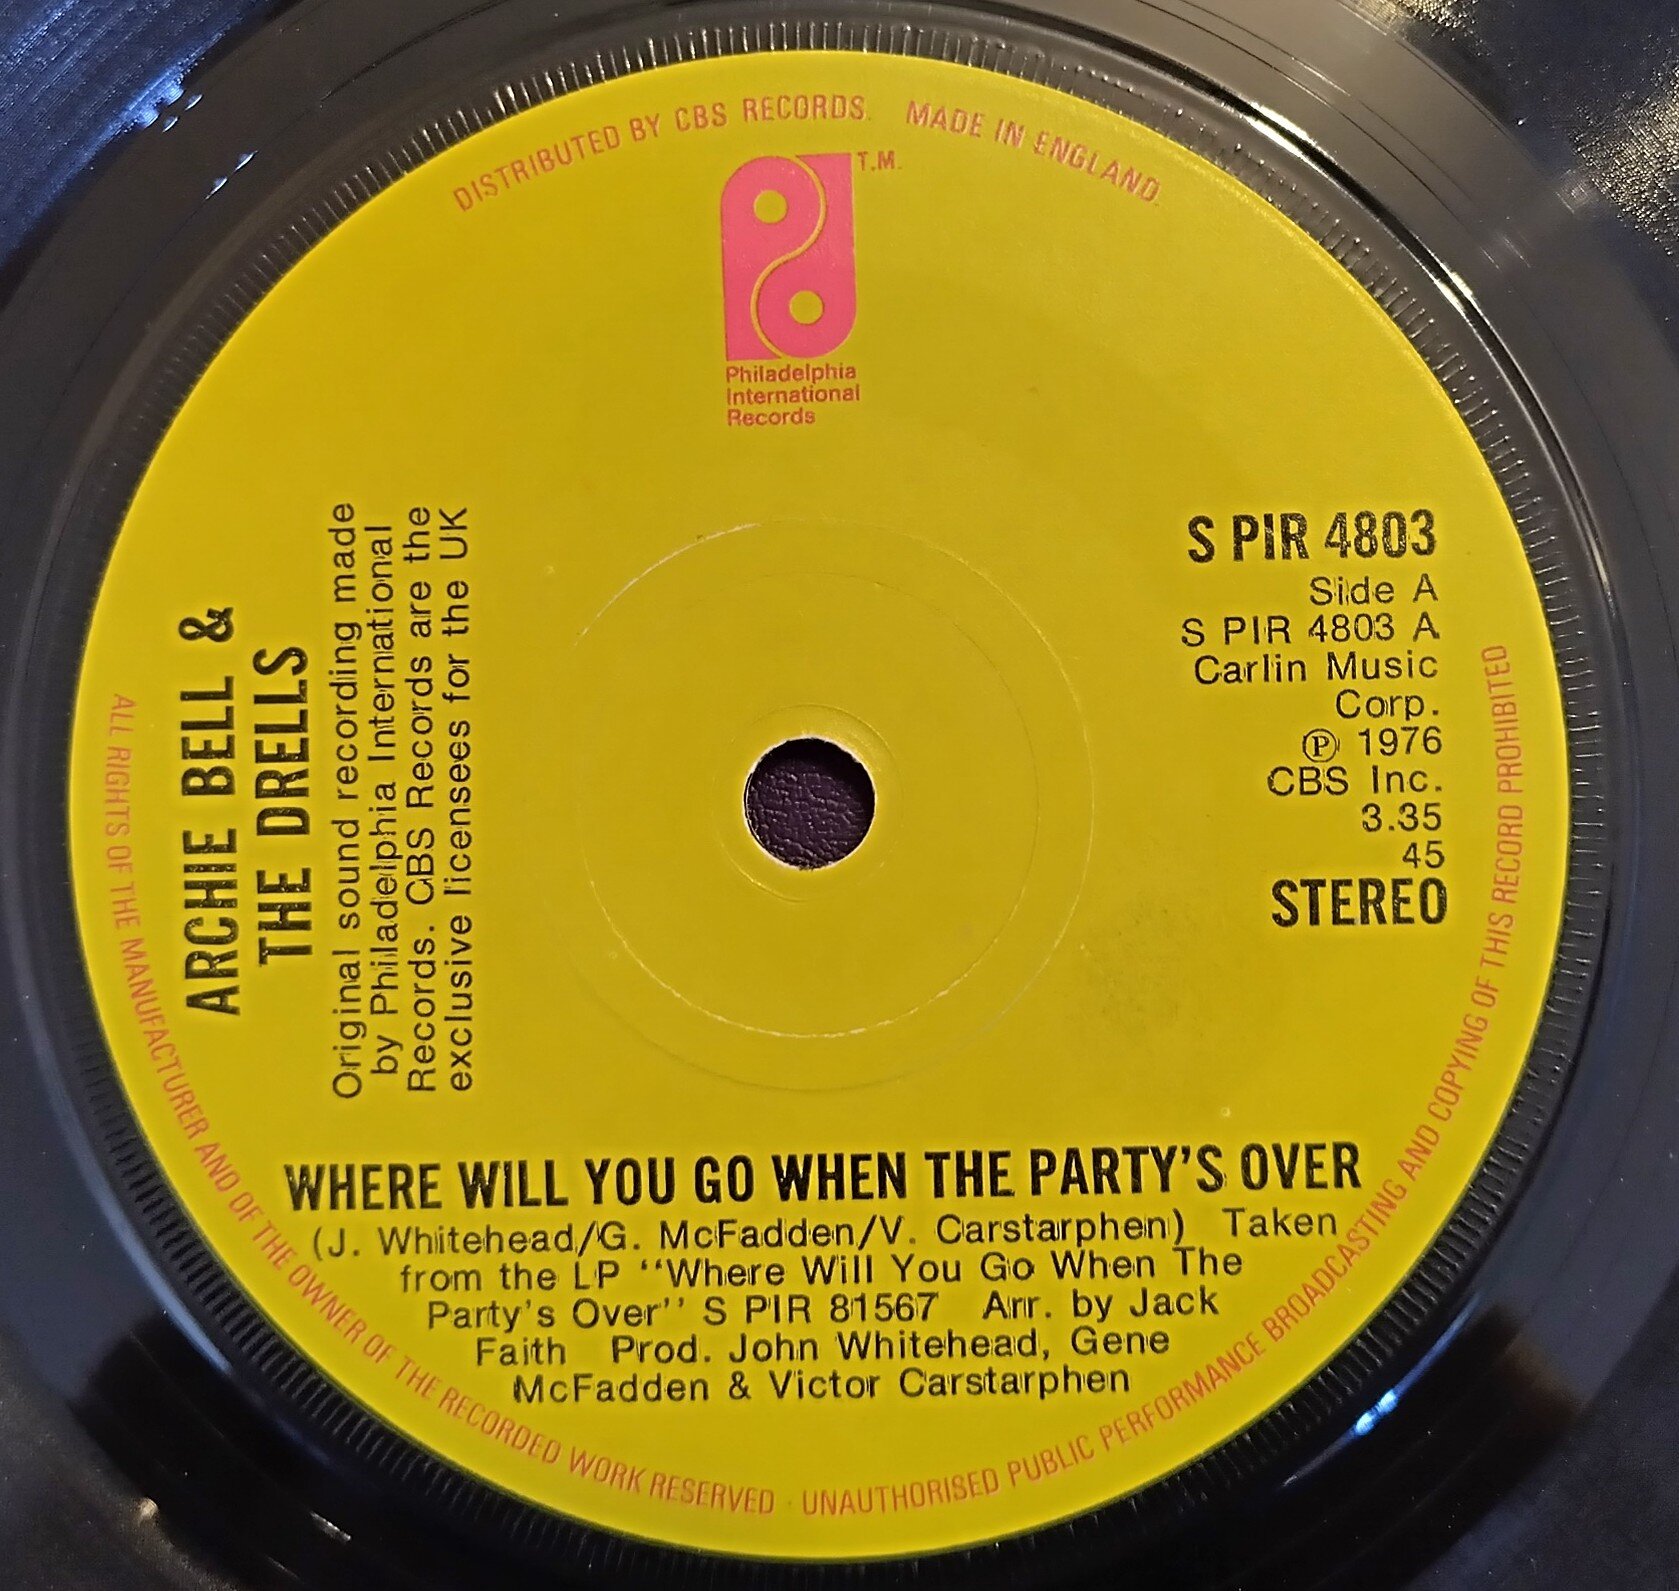 DISTRIBUTED BY CBS RECORDS. MADE IN ENGLAND.
T.M.
Philadelphia
International
Records
ARCHIE BELL &
THE DRELLS
Original sound recording made
by Philadelphia International
Records. CBS Records are the
exclusive licensees for the UK
S PIR 4803
Side A
S PIR 4803 A
Carlin Music
Corp.
Ⓟ 1976
CBS Inc.
3.35
45
STEREO
WHERE WILL YOU GO WHEN THE PARTY'S OVER
(J. Whitehead/G. McFadden/V. Carstarphen) Taken
from the LP "Where Will You Go When The
Party's Over" S PIR 81567 Arr. by Jack
Faith Prod. John Whitehead, Gene
McFadden & Victor Carstarphen
ALL RIGHTS OF THE MANUFACTURER AND OF THE OWNER OF THE RECORDED WORK RESERVED · UNAUTHORISED PUBLIC PERFORMANCE BROADCASTING AND COPYING OF THIS RECORD PROHIBITED